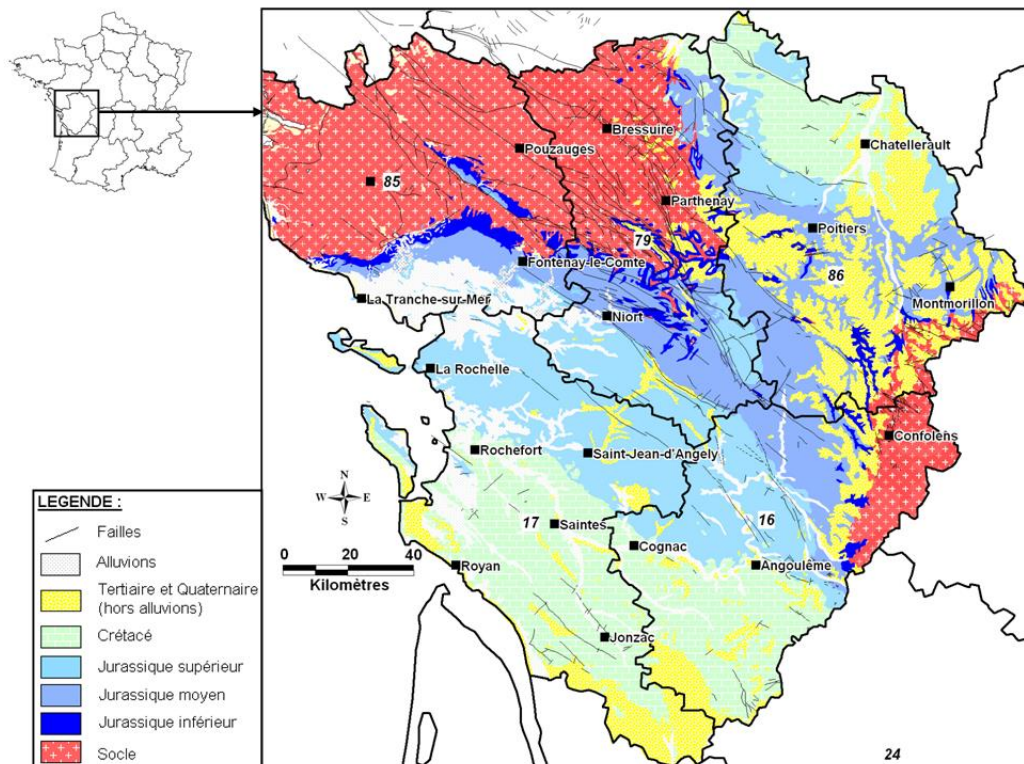 Bressuire
Pouzauges
Chatellerault
85
Parthenay
79
Poitiers
Fontenay-le-Comte
86
La Tranche-sur-Mer
Montmorillon
Niort
La Rochelle
Confolens
Rochefort
Saint-Jean-d'Angely
N
W E
S
17
Saintes
16
Cognac
0 20 40
Kilomètres
Royan
Angoulême
Jonzac
24
LEGENDE :
Failles
Alluvions
Tertiaire et Quaternaire
(hors alluvions)
Crétacé
Jurassique supérieur
Jurassique moyen
Jurassique inférieur
Socle